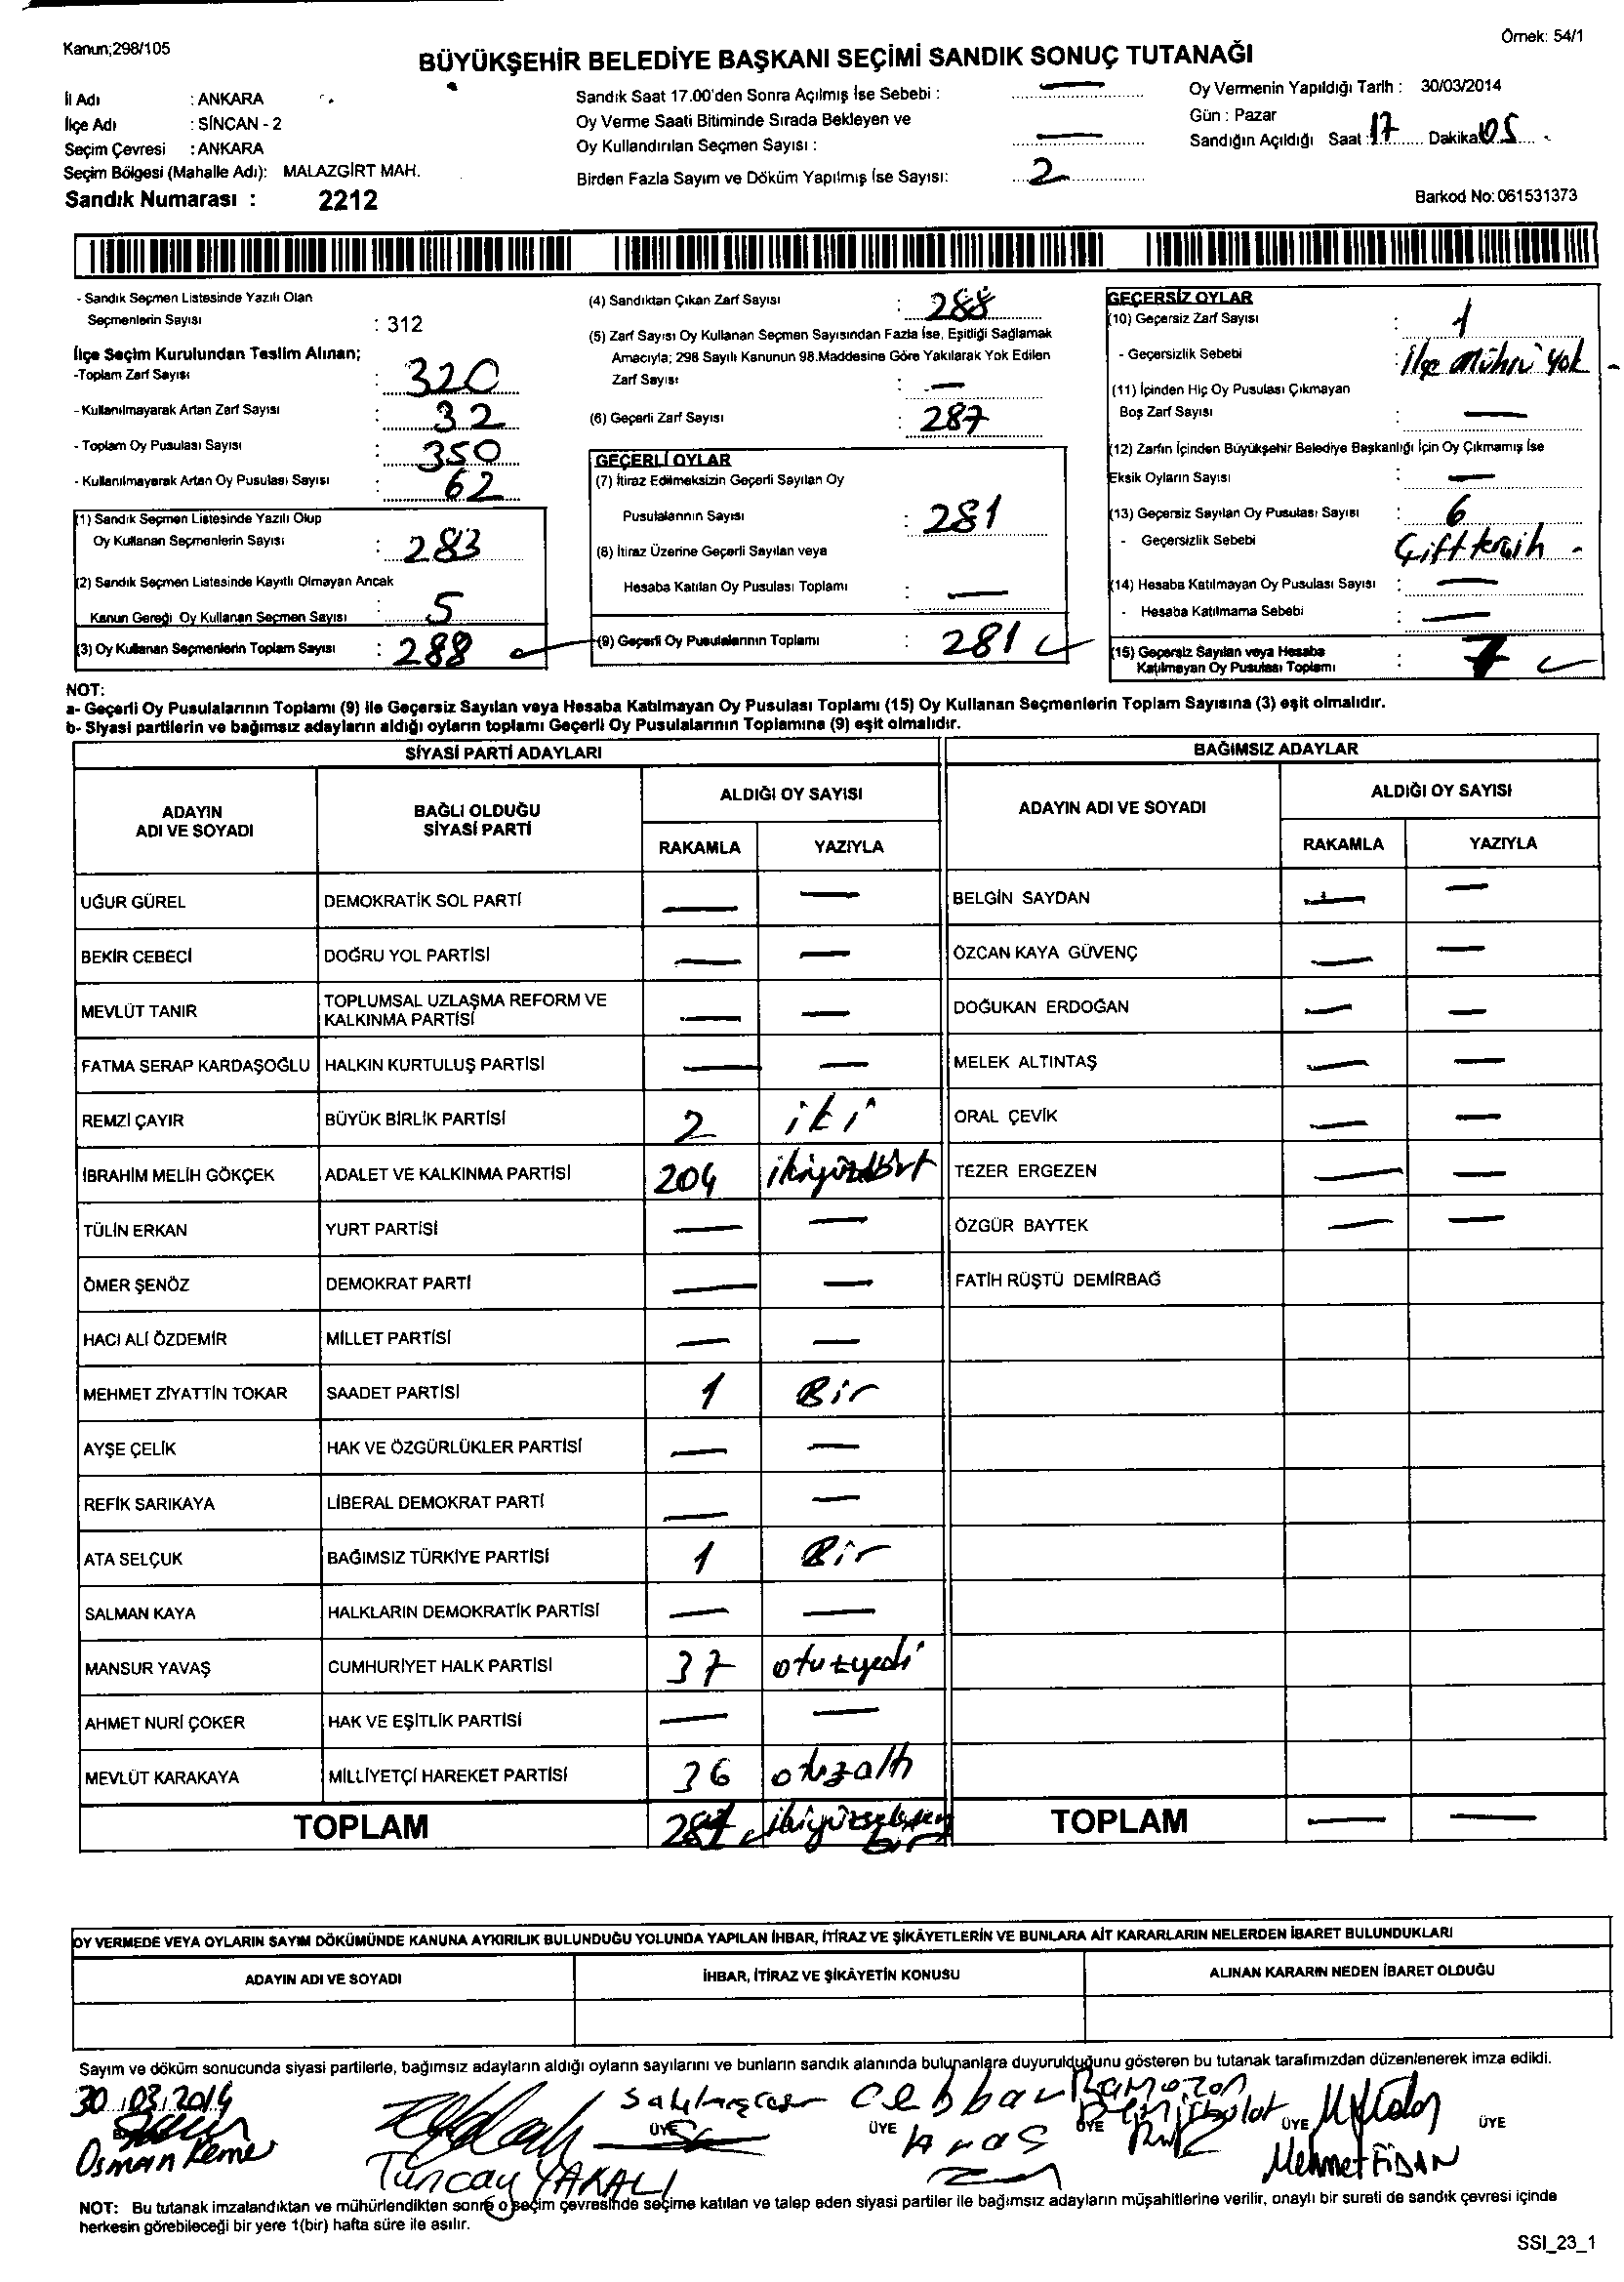 Kanun;298/105
Örnek: 54/1
BÜYÜKŞEHİR BELEDİYE BAŞKANI SEÇİMİ SANDIK SONUÇ TUTANAĞI
İl Adı : ANKARA
İlçe Adı : SİNCAN - 2
Seçim Çevresi : ANKARA
Seçim Bölgesi (Mahalle Adı): MALAZGİRT MAH.
Sandık Numarası : 2212
Sandık Saat 17.00'den Sonra Açılmış İse Sebebi : —
Oy Verme Saati Bitiminde Sırada Bekleyen ve
Oy Kullandırılan Seçmen Sayısı : —
Birden Fazla Sayım ve Döküm Yapılmış İse Sayısı: 2
Oy Vermenin Yapıldığı Tarih : 30/03/2014
Gün : Pazar
Sandığın Açıldığı Saat : 17 Dakika 05
Barkod No: 061531373
- Sandık Seçmen Listesinde Yazılı Olan
Seçmenlerin Sayısı : 312
İlçe Seçim Kurulundan Teslim Alınan;
-Toplam Zarf Sayısı : 320
- Kullanılmayarak Artan Zarf Sayısı : 32
- Toplam Oy Pusulası Sayısı : 350
- Kullanılmayarak Artan Oy Pusulası Sayısı : 62
(1) Sandık Seçmen Listesinde Yazılı Olup
Oy Kullanan Seçmenlerin Sayısı : 283
(2) Sandık Seçmen Listesinde Kayıtlı Olmayan Ancak
Kanun Gereği Oy Kullanan Seçmen Sayısı : 5
(3) Oy Kullanan Seçmenlerin Toplam Sayısı : 288
(4) Sandıktan Çıkan Zarf Sayısı : 288
(5) Zarf Sayısı Oy Kullanan Seçmen Sayısından Fazla İse, Eşitliği Sağlamak
Amacıyla; 298 Sayılı Kanunun 98.Maddesine Göre Yakılarak Yok Edilen
Zarf Sayısı : —
(6) Geçerli Zarf Sayısı : 287
GEÇERLİ OYLAR
(7) İtiraz Edilmeksizin Geçerli Sayılan Oy
Pusulalarının Sayısı : 281
(8) İtiraz Üzerine Geçerli Sayılan veya
Hesaba Katılan Oy Pusulası Toplamı : —
(9) Geçerli Oy Pusulalarının Toplamı : 281
GEÇERSİZ OYLAR
(10) Geçersiz Zarf Sayısı : 1
- Geçersizlik Sebebi : İlçe Mührü Yok
(11) İçinden Hiç Oy Pusulası Çıkmayan
Boş Zarf Sayısı : —
(12) Zarfın İçinden Büyükşehir Belediye Başkanlığı İçin Oy Çıkmamış İse
Eksik Oyların Sayısı : —
(13) Geçersiz Sayılan Oy Pusulası Sayısı : 6
- Geçersizlik Sebebi Çift tercih
(14) Hesaba Katılmayan Oy Pusulası Sayısı : —
- Hesaba Katılmama Sebebi : —
(15) Geçersiz Sayılan veya Hesaba
Katılmayan Oy Pusulası Toplamı : 7
NOT:
a- Geçerli Oy Pusulalarının Toplamı (9) ile Geçersiz Sayılan veya Hesaba Katılmayan Oy Pusulası Toplamı (15) Oy Kullanan Seçmenlerin Toplam Sayısına (3) eşit olmalıdır.
b- Siyasi partilerin ve bağımsız adayların aldığı oyların toplamı Geçerli Oy Pusulalarının Toplamına (9) eşit olmalıdır.
SİYASİ PARTİ ADAYLARI
ADAYIN
ADI VE SOYADI
BAĞLI OLDUĞU
SİYASİ PARTİ
ALDIĞI OY SAYISI
RAKAMLA YAZIYLA
UĞUR GÜREL DEMOKRATİK SOL PARTİ — —
BEKİR CEBECİ DOĞRU YOL PARTİSİ — —
MEVLÜT TANIR TOPLUMSAL UZLAŞMA REFORM VE
KALKINMA PARTİSİ — —
FATMA SERAP KARDAŞOĞLU HALKIN KURTULUŞ PARTİSİ — —
REMZİ ÇAYIR BÜYÜK BİRLİK PARTİSİ 2 iki
İBRAHİM MELİH GÖKÇEK ADALET VE KALKINMA PARTİSİ 204 ikiyüzdört
TÜLİN ERKAN YURT PARTİSİ — —
ÖMER ŞENÖZ DEMOKRAT PARTİ — —
HACI ALİ ÖZDEMİR MİLLET PARTİSİ — —
MEHMET ZİYATTİN TOKAR SAADET PARTİSİ 1 Bir
AYŞE ÇELİK HAK VE ÖZGÜRLÜKLER PARTİSİ — —
REFİK SARIKAYA LİBERAL DEMOKRAT PARTİ — —
ATA SELÇUK BAĞIMSIZ TÜRKİYE PARTİSİ 1 Bir
SALMAN KAYA HALKLARIN DEMOKRATİK PARTİSİ — —
MANSUR YAVAŞ CUMHURİYET HALK PARTİSİ 37 otuzyedi
AHMET NURİ ÇOKER HAK VE EŞİTLİK PARTİSİ — —
MEVLÜT KARAKAYA MİLLİYETÇİ HAREKET PARTİSİ 36 otuzaltı
TOPLAM 281 ikiyüzseksen
bir
BAĞIMSIZ ADAYLAR
ADAYIN ADI VE SOYADI
ALDIĞI OY SAYISI
RAKAMLA YAZIYLA
BELGİN SAYDAN — —
ÖZCAN KAYA GÜVENÇ — —
DOĞUKAN ERDOĞAN — —
MELEK ALTINTAŞ — —
ORAL ÇEVİK — —
TEZER ERGEZEN — —
ÖZGÜR BAYTEK — —
FATİH RÜŞTÜ DEMİRBAĞ
TOPLAM — —
OY VERMEDE VEYA OYLARIN SAYIM DÖKÜMÜNDE KANUNA AYKIRILIK BULUNDUĞU YOLUNDA YAPILAN İHBAR, İTİRAZ VE ŞİKÂYETLERİN VE BUNLARA AİT KARARLARIN NELERDEN İBARET BULUNDUKLARI
ADAYIN ADI VE SOYADI İHBAR, İTİRAZ VE ŞİKÂYETİN KONUSU ALINAN KARARIN NEDEN İBARET OLDUĞU
Sayım ve döküm sonucunda siyasi partilerle, bağımsız adayların aldığı oyların sayılarını ve bunların sandık alanında bulunanlara duyurulduğunu gösteren bu tutanak tarafımızdan düzenlenerek imza edildi.
30.03.2014
Osman
Tuncay YAKALI
ÜYE
Cebbar
ÜYE
Aras
Ramazan
ÜYE
ÜYE
Mehmet FİDAN
ÜYE
NOT: Bu tutanak imzalandıktan ve mühürlendikten sonra o seçim çevresinde seçime katılan ve talep eden siyasi partiler ile bağımsız adayların müşahitlerine verilir, onaylı bir sureti de sandık çevresi içinde
herkesin görebileceği bir yere 1(bir) hafta süre ile asılır.
SSI_23_1